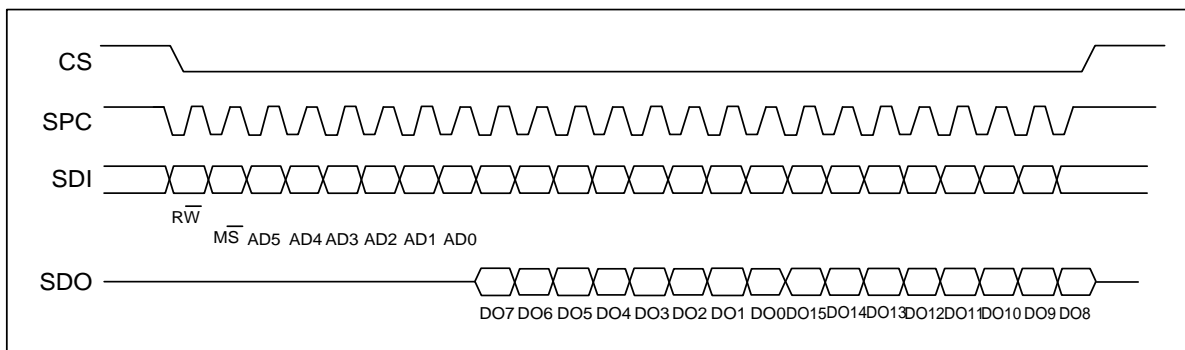 CS
SPC
SDI
RW̅
MS̅ AD5 AD4 AD3 AD2 AD1 AD0
SDO
DO7 DO6 DO5 DO4 DO3 DO2 DO1 DO0 DO15 DO14 DO13 DO12 DO11 DO10 DO9 DO8